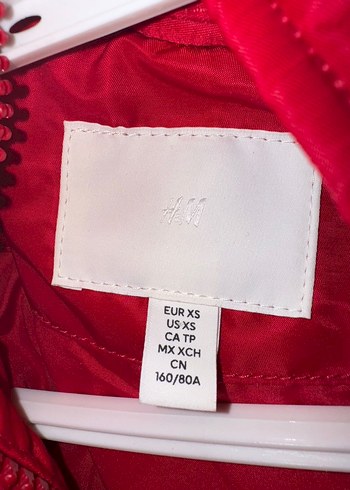 H&M
EUR XS
US XS
CA TP
MX XCH
CN
160/80A